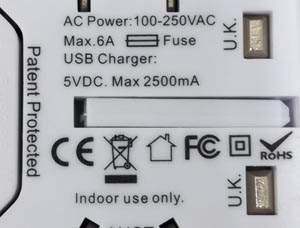 AC Power:100-250VAC
Max.6A Fuse
USB Charger:
5VDC. Max 2500mA
U.K.
Patent Protected
CE FC RoHS
Indoor use only.
U.K.